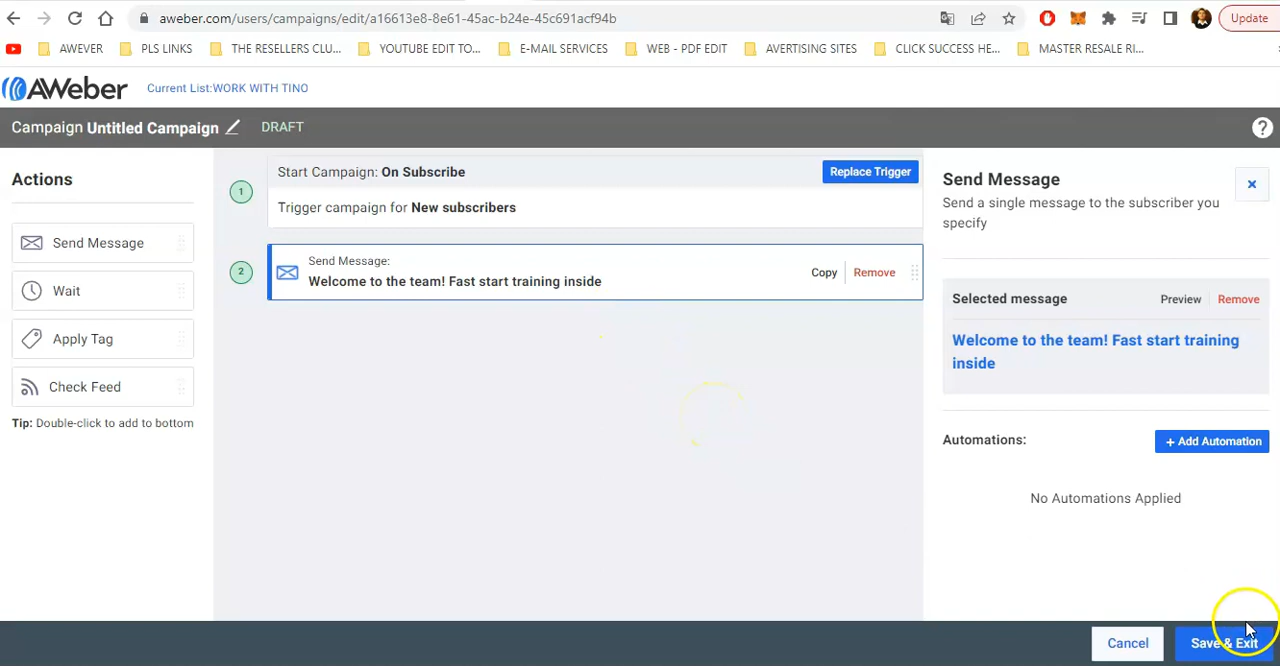 aweber.com/users/campaigns/edit/a16613e8-8e61-45ac-b24e-45c691acf94b
Update
AWEVER
PLS LINKS
THE RESELLERS CLU...
YOUTUBE EDIT TO...
E-MAIL SERVICES
WEB - PDF EDIT
AVERTISING SITES
CLICK SUCCESS HE...
MASTER RESALE RI...
AWeber
Current List:WORK WITH TINO
Campaign Untitled Campaign
DRAFT
?
Actions
Send Message
Wait
Apply Tag
Check Feed
Tip: Double-click to add to bottom
1
Start Campaign: On Subscribe
Replace Trigger
Trigger campaign for New subscribers
2
Send Message:
Welcome to the team! Fast start training inside
Copy
Remove
Send Message
Send a single message to the subscriber you
specify
Selected message
Preview
Remove
Welcome to the team! Fast start training
inside
Automations:
+ Add Automation
No Automations Applied
Cancel
Save & Exit